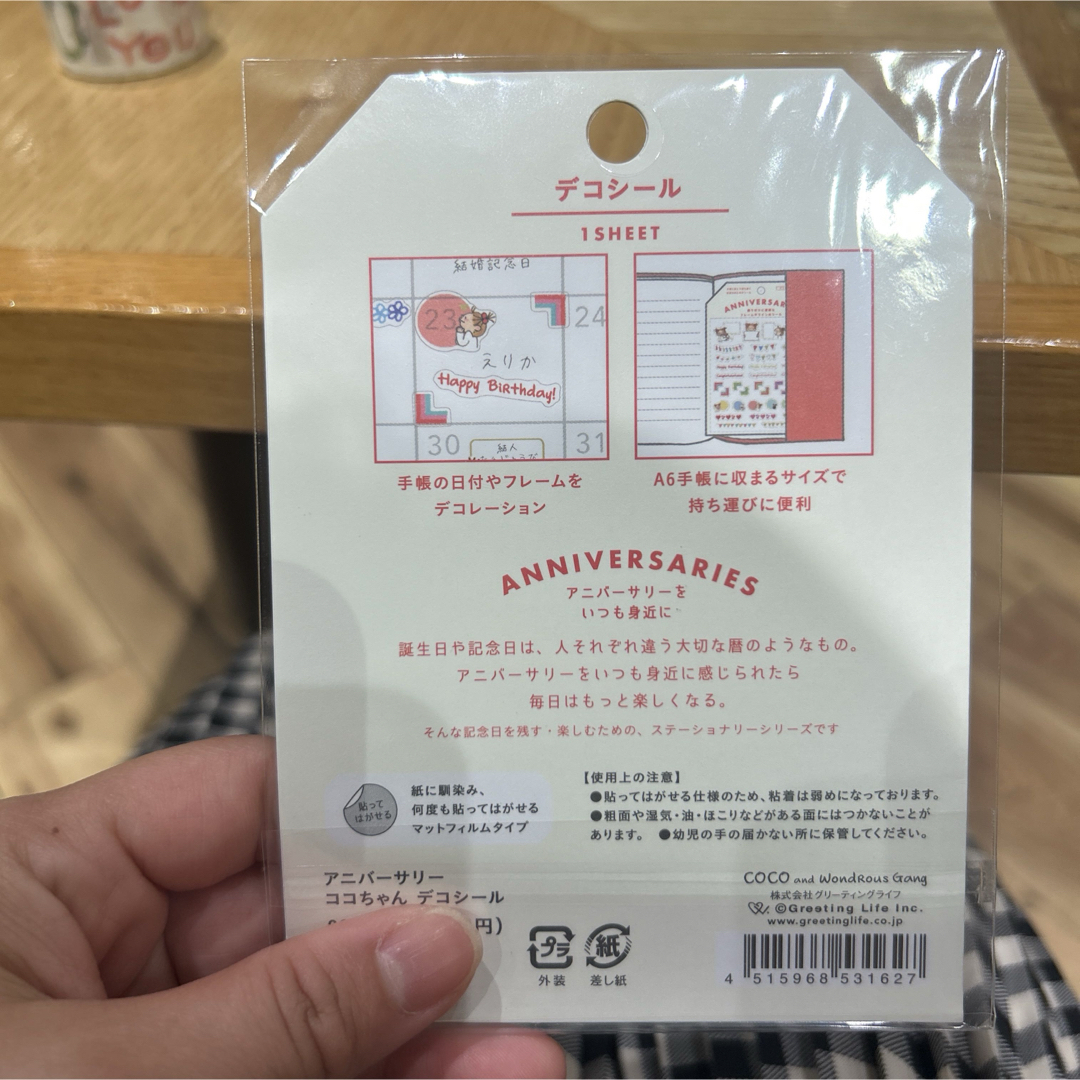 YOU
デコシール
1 SHEET
結婚記念日
23
24
えりか
Happy Birthday!
30
31
ANNIVERSAR
手帳の日付やフレームを
デコレーション
A6手帳に収まるサイズで
持ち運びに便利
ANNIVERSARIES
アニバーサリーを
いつも身近に
誕生日や記念日は、人それぞれ違う大切な暦のようなもの。
アニバーサリーをいつも身近に感じられたら
毎日はもっと楽しくなる。
そんな記念日を残す・楽しむための、ステーショナリーシリーズです
貼って
はがせる
紙に馴染み、
何度も貼ってはがせる
マットフィルムタイプ
【使用上の注意】
●貼ってはがせる仕様のため、粘着は弱めになっております。
●粗面や湿気・油・ほこりなどがある面にはつかないことが
あります。 ●幼児の手の届かない所に保管してください。
アニバーサリー
ココちゃん デコシール
円)
プラ
外装
紙
差し紙
COCO and Wondrous Gang
株式会社グリーティングライフ
©Greeting Life Inc.
www.greetinglife.co.jp
4 515968 531627